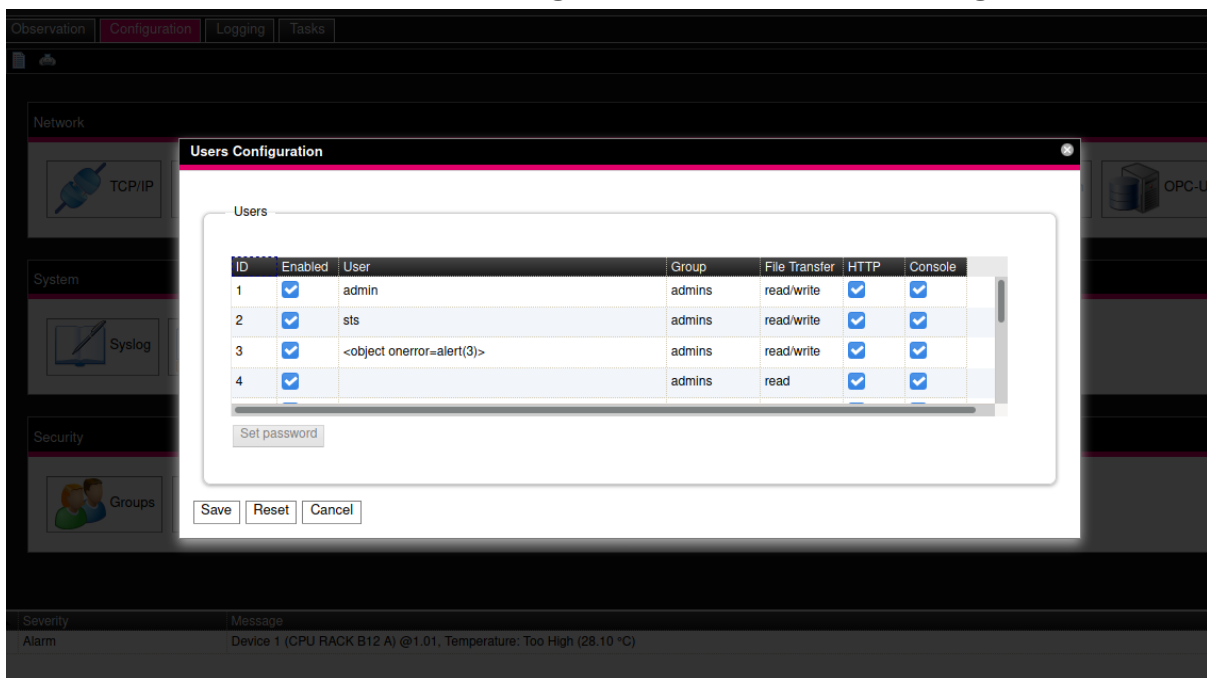 Observation Configuration Logging Tasks
Network
Users Configuration
TCP/IP
OPC-U
Users
ID Enabled User Group File Transfer HTTP Console
1 admin admins read/write
2 sts admins read/write
3 <object onerror=alert(3)> admins read/write
4 admins read
System
Syslog
Set password
Security
Groups
Save Reset Cancel
Severity Message
Alarm Device 1 (CPU RACK B12 A) @1.01, Temperature: Too High (28.10 °C)